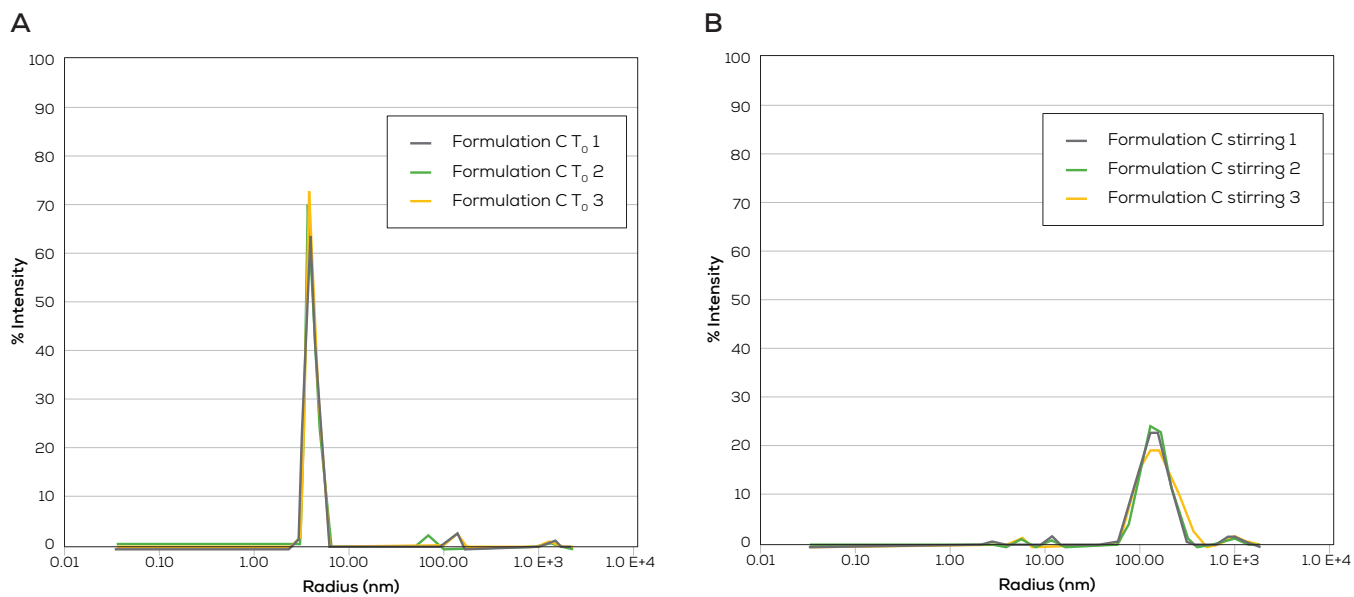 A
100
90
80
70
60
50
40
30
20
10
0
% Intensity
0.01 0.10 1.00 10.00 100.00 1.0 E+3 1.0 E+4
Radius (nm)
Formulation C T₀ 1
Formulation C T₀ 2
Formulation C T₀ 3
B
100
90
80
70
60
50
40
30
20
10
0
% Intensity
0.01 0.10 1.00 10.00 100.00 1.0 E+3 1.0 E+4
Radius (nm)
Formulation C stirring 1
Formulation C stirring 2
Formulation C stirring 3